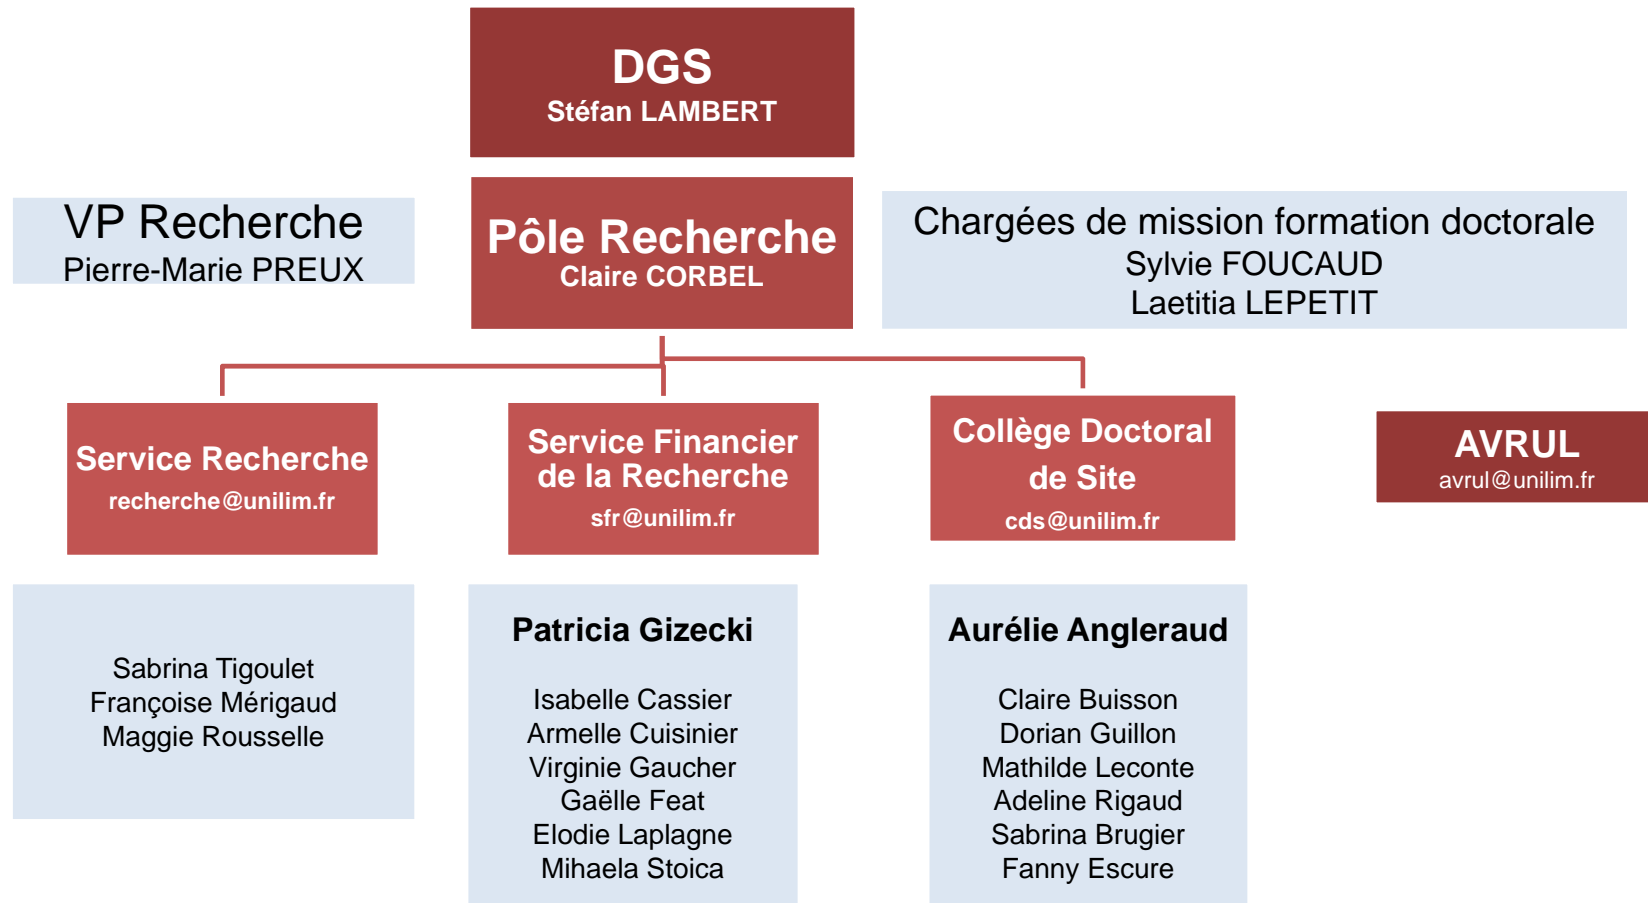 DGS
Stéfan LAMBERT
VP Recherche
Pierre-Marie PREUX
Pôle Recherche
Claire CORBEL
Chargées de mission formation doctorale
Sylvie FOUCAUD
Laetitia LEPETIT
Service Recherche
recherche@unilim.fr
Service Financier
de la Recherche
sfr@unilim.fr
Collège Doctoral
de Site
cds@unilim.fr
AVRUL
avrul@unilim.fr
Sabrina Tigoulet
Françoise Mérigaud
Maggie Rousselle
Patricia Gizecki
Isabelle Cassier
Armelle Cuisinier
Virginie Gaucher
Gaëlle Feat
Elodie Laplagne
Mihaela Stoica
Aurélie Angleraud
Claire Buisson
Dorian Guillon
Mathilde Leconte
Adeline Rigaud
Sabrina Brugier
Fanny Escure